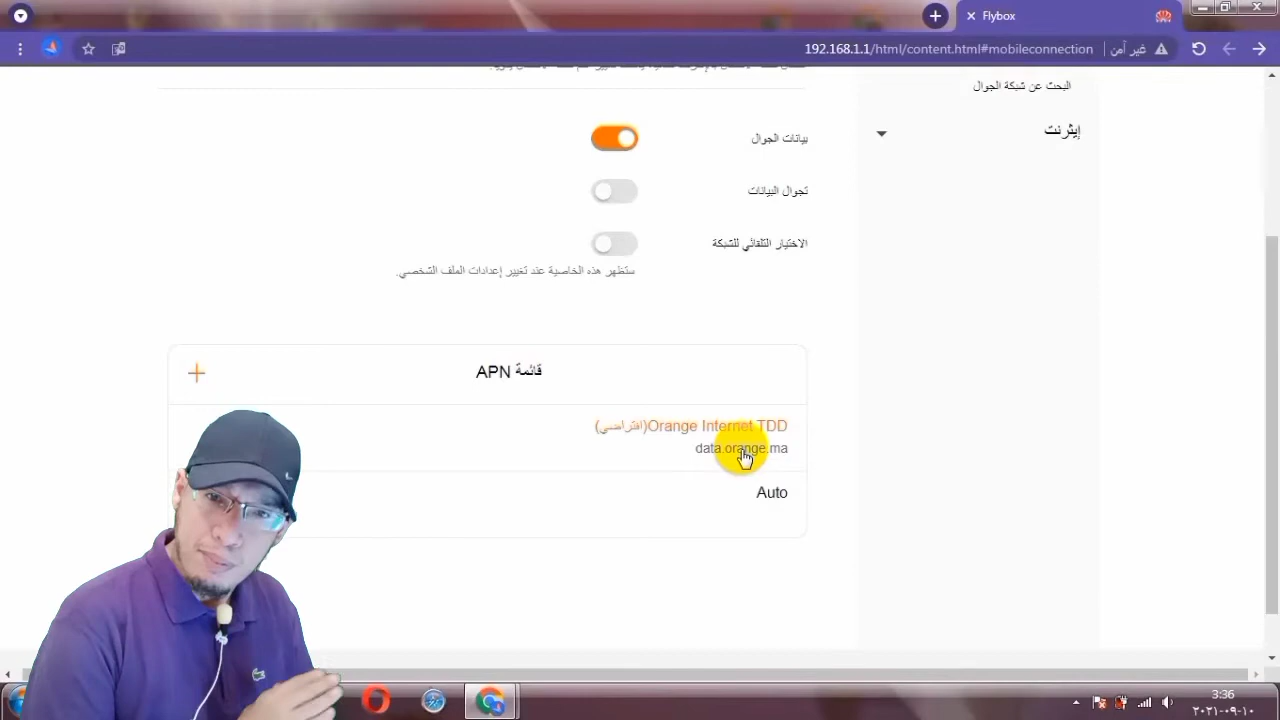 Flybox
192.168.1.1/html/content.html#mobileconnection
غير آمن
البحث عن شبكة الجوال
إيثرنت
بيانات الجوال
تجوال البيانات
الاختيار التلقائي للشبكة
ستظهر هذه الخاصية عند تغيير إعدادات الملف الشخصي.
قائمة APN
Orange Internet TDD(افتراضي)
data.orange.ma
Auto
3:36
٢٠٢١-٠٩-١٠